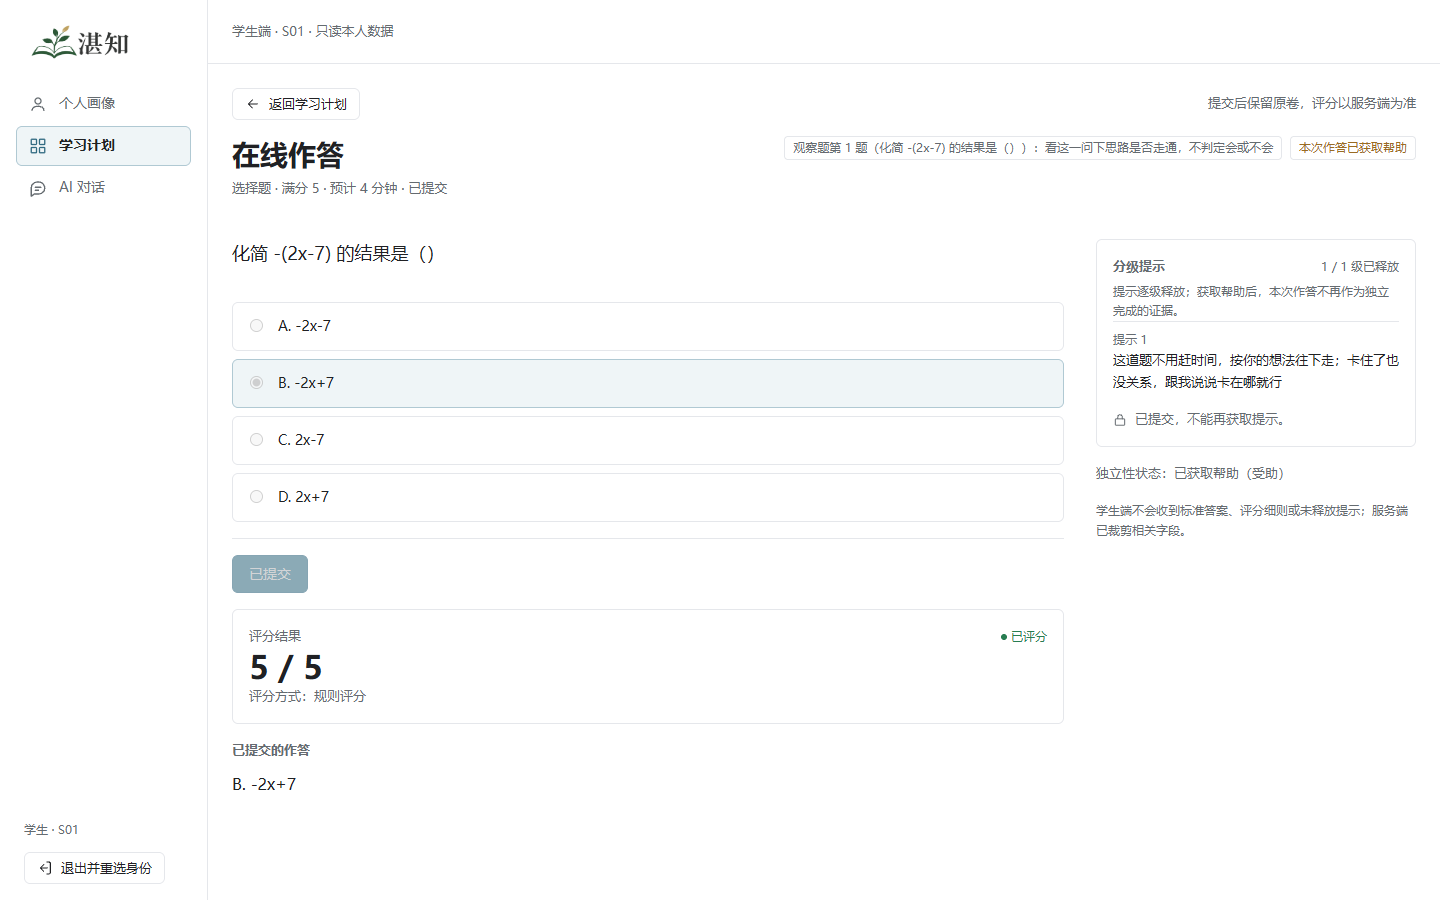 湛知
个人画像
学习计划
AI 对话
学生 · S01
退出并重选身份
学生端 · S01 · 只读本人数据
返回学习计划
提交后保留原卷，评分以服务端为准
在线作答
观察题第 1 题（化简 -(2x-7) 的结果是（））：看这一问下思路是否走通，不判定会或不会
本次作答已获取帮助
选择题 · 满分 5 · 预计 4 分钟 · 已提交
化简 -(2x-7) 的结果是（）
A. -2x-7
B. -2x+7
C. 2x-7
D. 2x+7
已提交
评分结果
已评分
5 / 5
评分方式：规则评分
已提交的作答
B. -2x+7
分级提示
1 / 1 级已释放
提示逐级释放；获取帮助后，本次作答不再作为独立
完成的证据。
提示 1
这道题不用赶时间，按你的想法往下走；卡住了也
没关系，跟我说说卡在哪就行
已提交，不能再获取提示。
独立性状态：已获取帮助（受助）
学生端不会收到标准答案、评分细则或未释放提示；服务端
已裁剪相关字段。